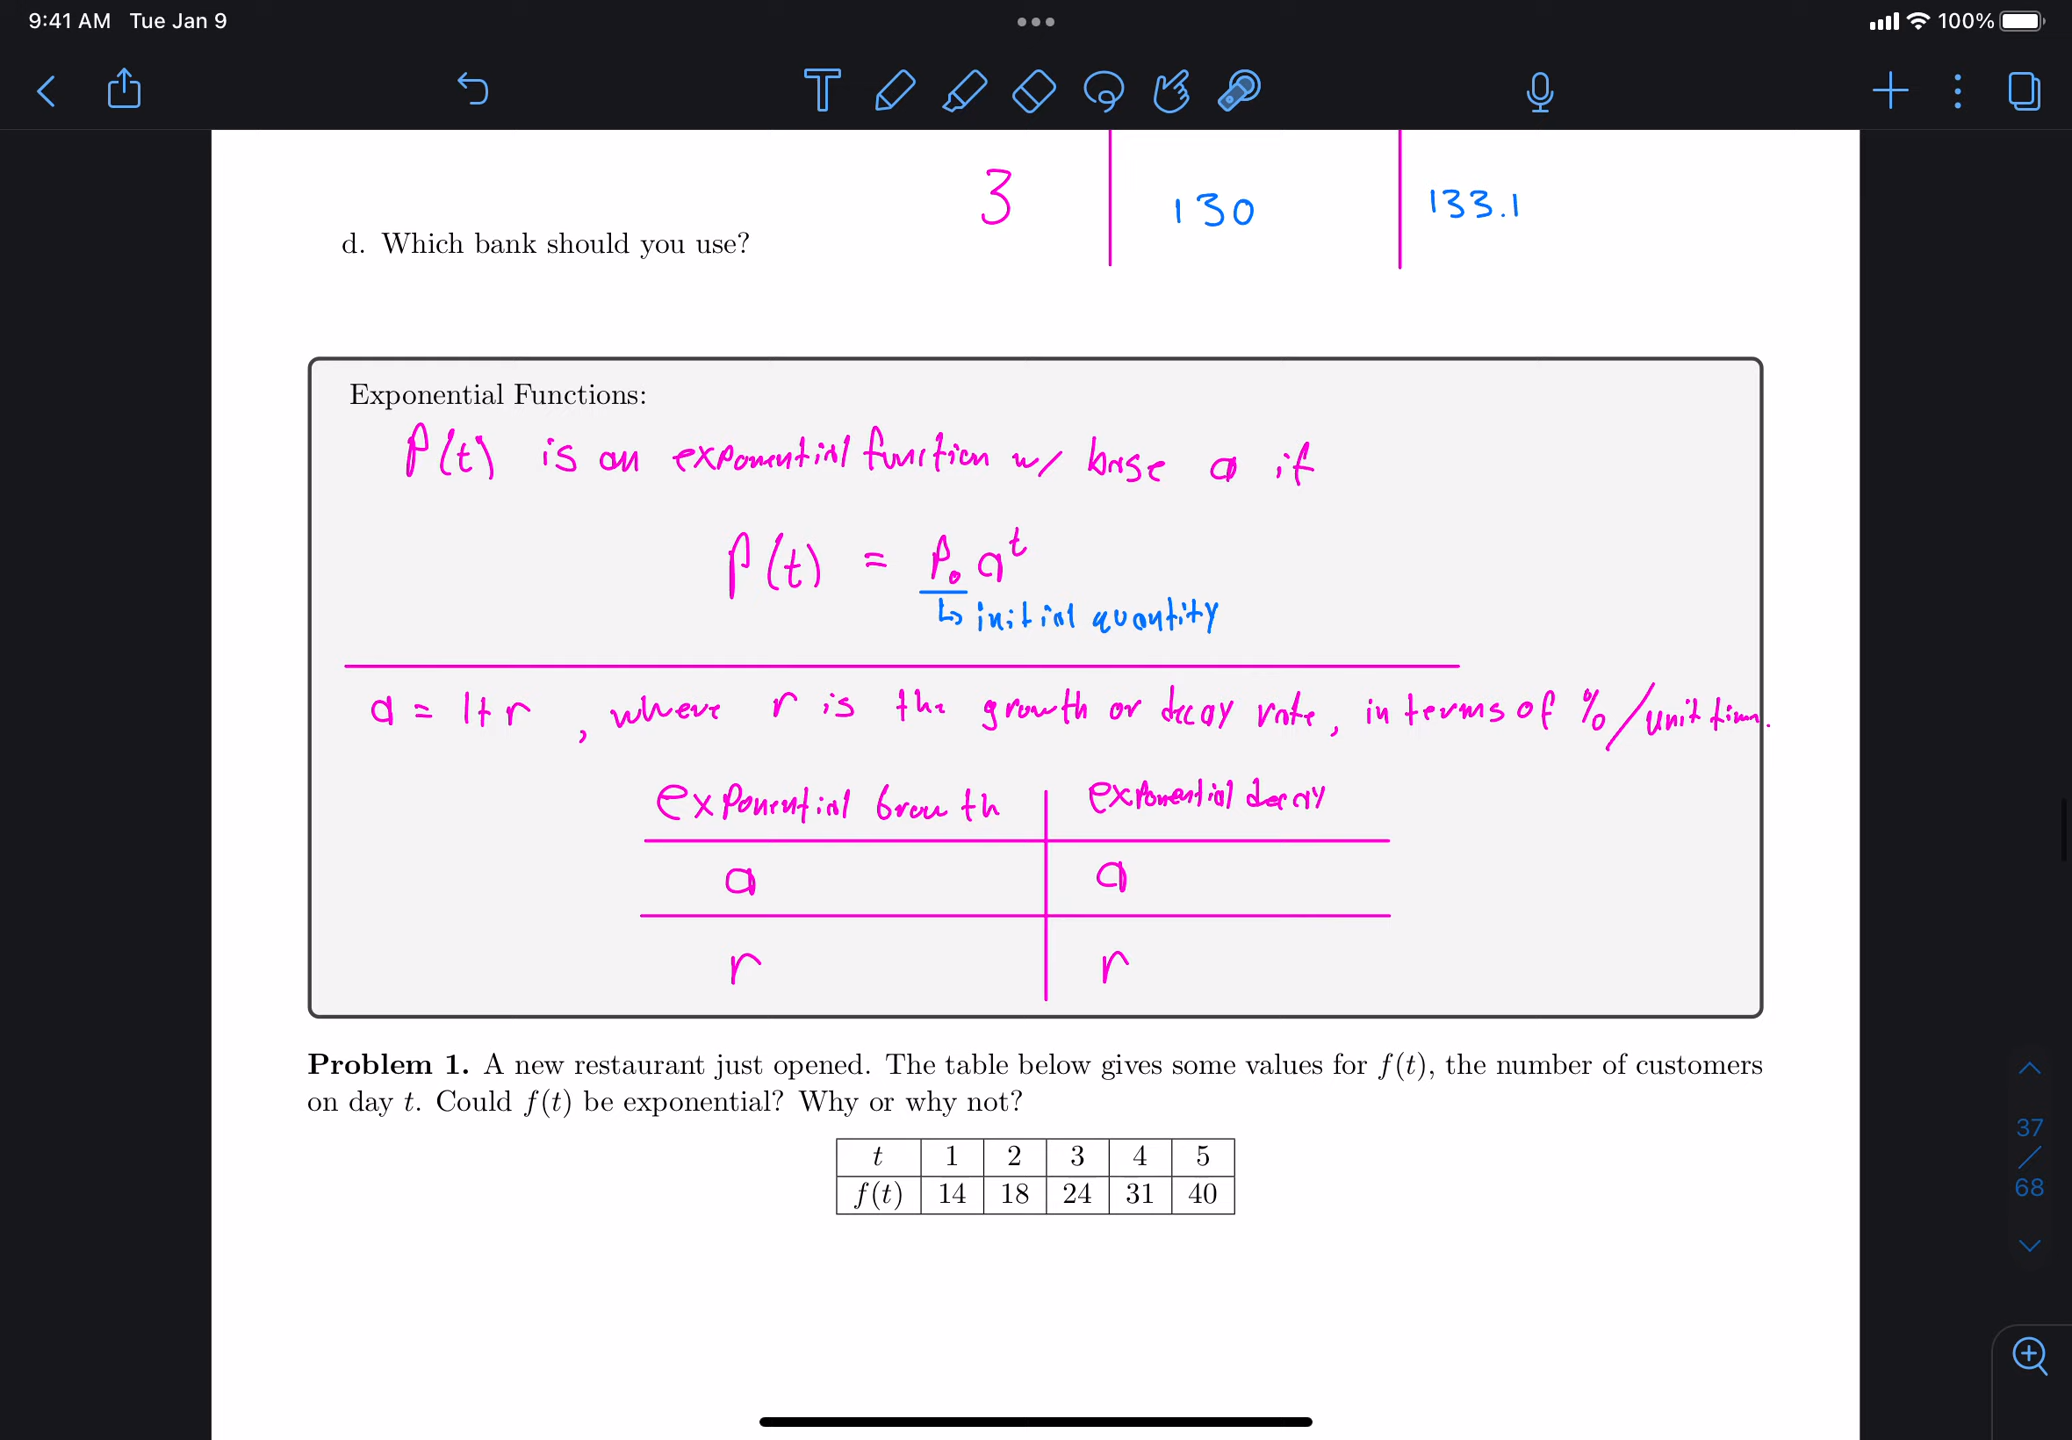 9:41 AM Tue Jan 9
100%
3
130
133.1
d. Which bank should you use?
Exponential Functions:
P(t) is an exponential function w/ base a if
P(t) = P₀ aᵗ
↳ initial quantity
a = 1+r , where r is the growth or decay rate, in terms of %/unit time.
exponential Growth exponential decay
a a
r r
Problem 1. A new restaurant just opened. The table below gives some values for f(t), the number of customers
on day t. Could f(t) be exponential? Why or why not?
t 1 2 3 4 5
f(t) 14 18 24 31 40
37
/
68